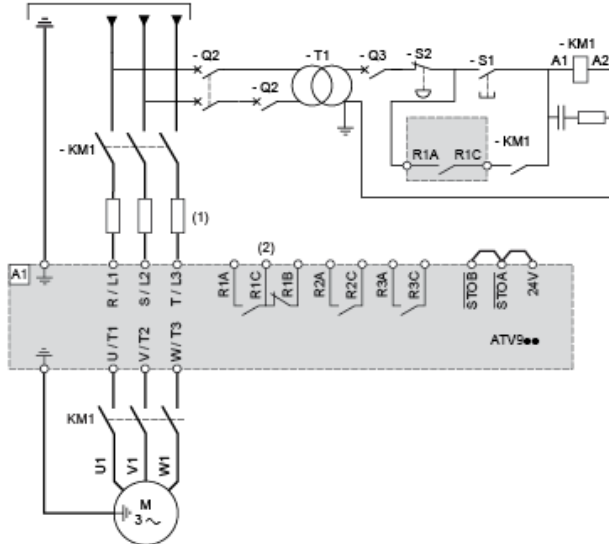 - Q2
- T1
- Q3
- S2
- S1
- KM1
A1
A2
- Q2
- KM1
R1A
R1C
- KM1
(1)
(2)
A1
R / L1
S / L2
T / L3
R1A
R1C
R1B
R2A
R2C
R3A
R3C
STOB
STOA
24V
U / T1
V / T2
W / T3
ATV9●●
KM1
U1
V1
W1
M
3 ~